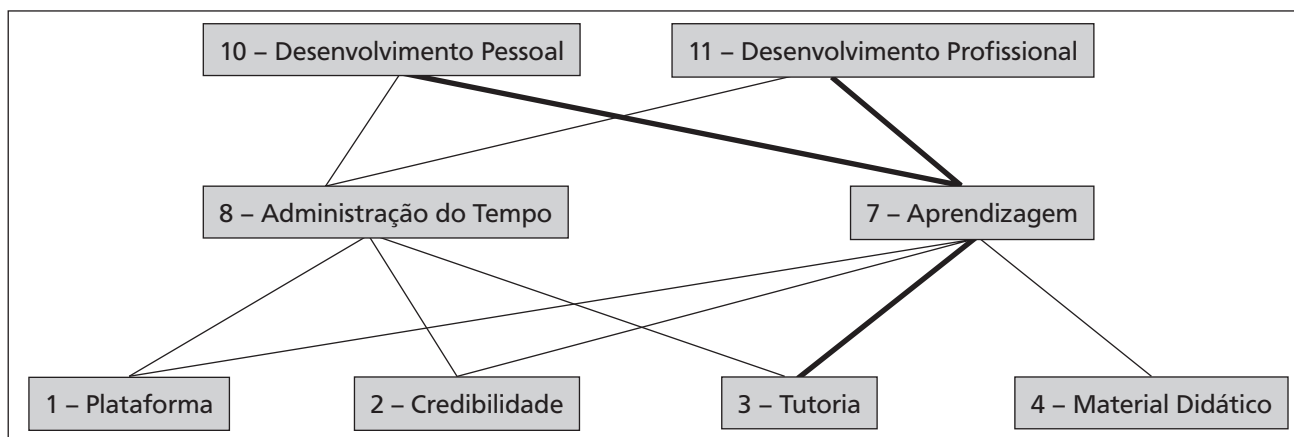 10 – Desenvolvimento Pessoal
11 – Desenvolvimento Profissional
8 – Administração do Tempo
7 – Aprendizagem
1 – Plataforma
2 – Credibilidade
3 – Tutoria
4 – Material Didático